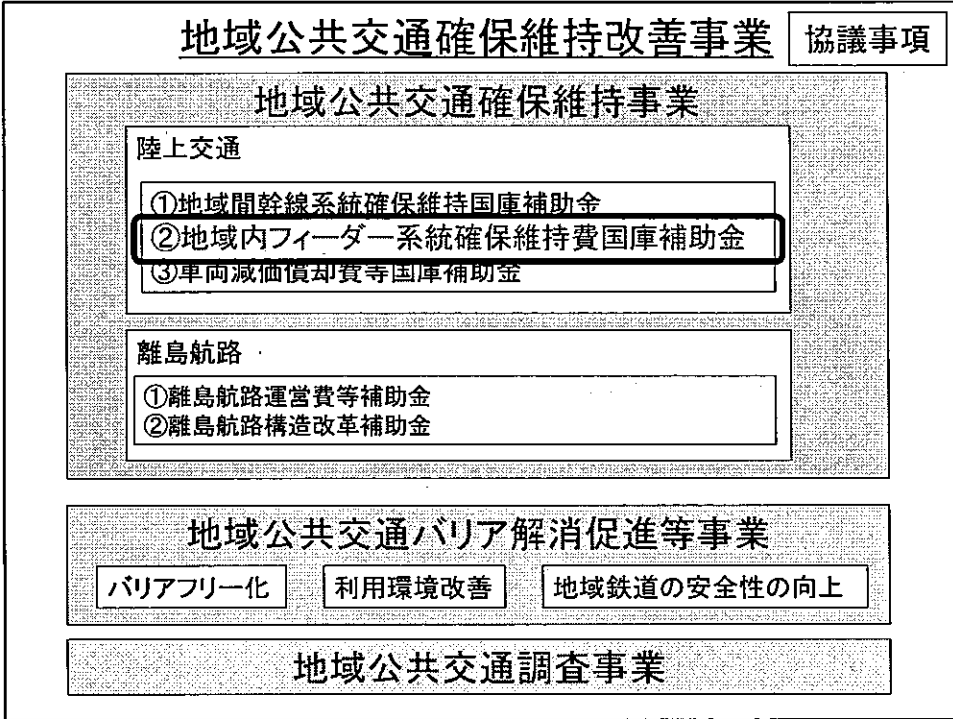 地域公共交通確保維持改善事業
協議事項
地域公共交通確保維持事業
陸上交通
①地域間幹線系統確保維持国庫補助金
②地域内フィーダー系統確保維持費国庫補助金
③車両減価償却費等国庫補助金
離島航路
①離島航路運営費等補助金
②離島航路構造改革補助金
地域公共交通バリア解消促進等事業
バリアフリー化
利用環境改善
地域鉄道の安全性の向上
地域公共交通調査事業